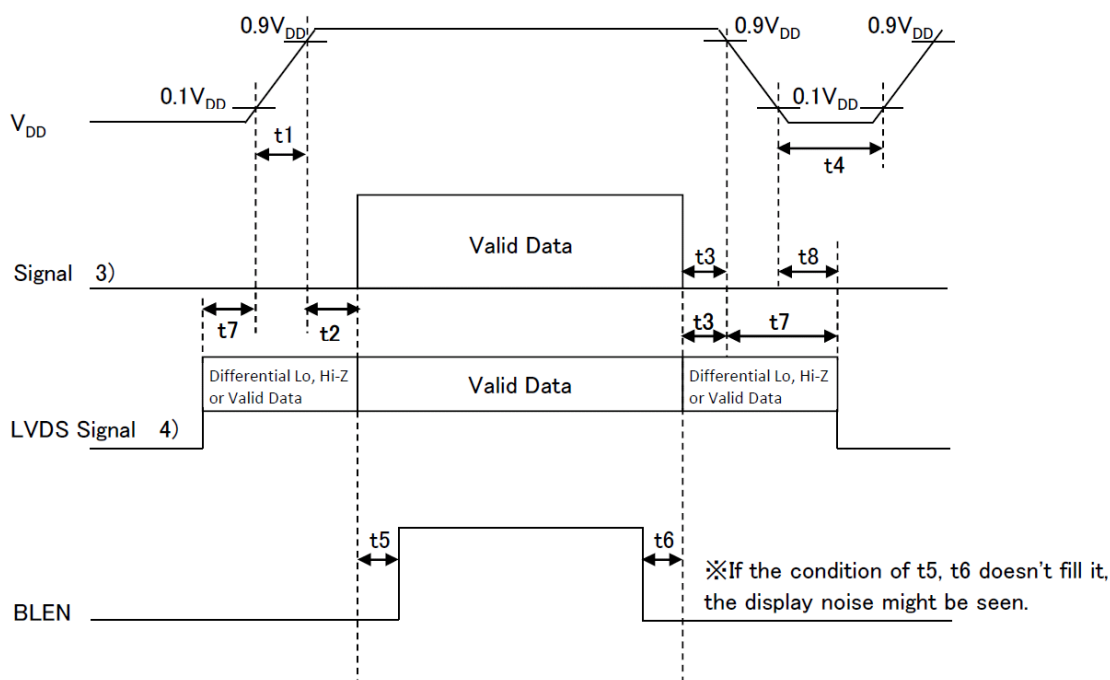 0.9VDD
0.9VDD
0.9VDD
0.1VDD
0.1VDD
VDD
t1
t4
Valid Data
Signal 3)
t3
t8
t7
t2
t3
t7
Differential Lo, Hi-Z
or Valid Data
Valid Data
Differential Lo, Hi-Z
or Valid Data
LVDS Signal 4)
t5
t6
※If the condition of t5, t6 doesn't fill it,
the display noise might be seen.
BLEN